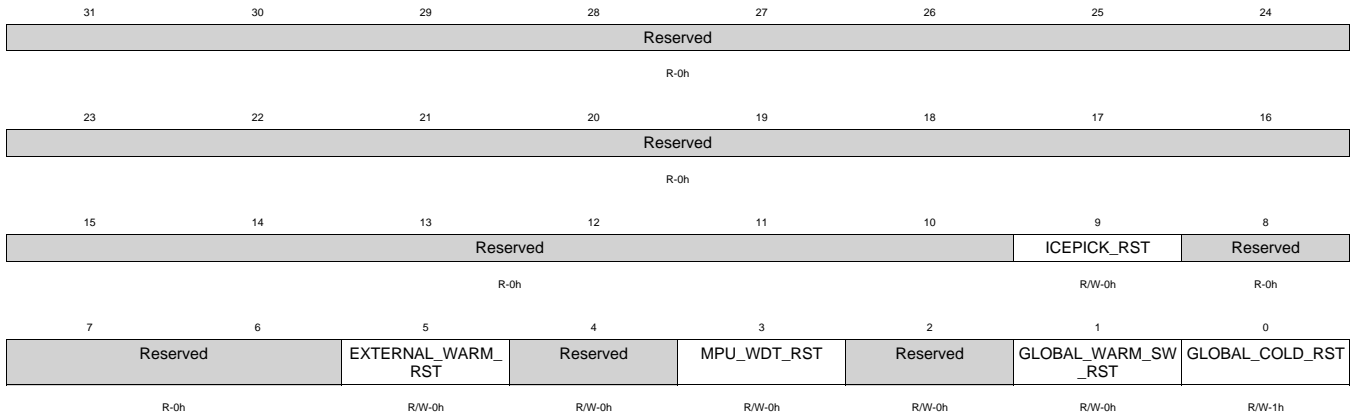 31 30 29 28 27 26 25 24
Reserved
R-0h
23 22 21 20 19 18 17 16
Reserved
R-0h
15 14 13 12 11 10 9 8
Reserved ICEPICK_RST Reserved
R-0h R/W-0h R-0h
7 6 5 4 3 2 1 0
Reserved EXTERNAL_WARM_ Reserved MPU_WDT_RST Reserved GLOBAL_WARM_SW GLOBAL_COLD_RST
RST _RST
R-0h R/W-0h R/W-0h R/W-0h R/W-0h R/W-0h R/W-1h